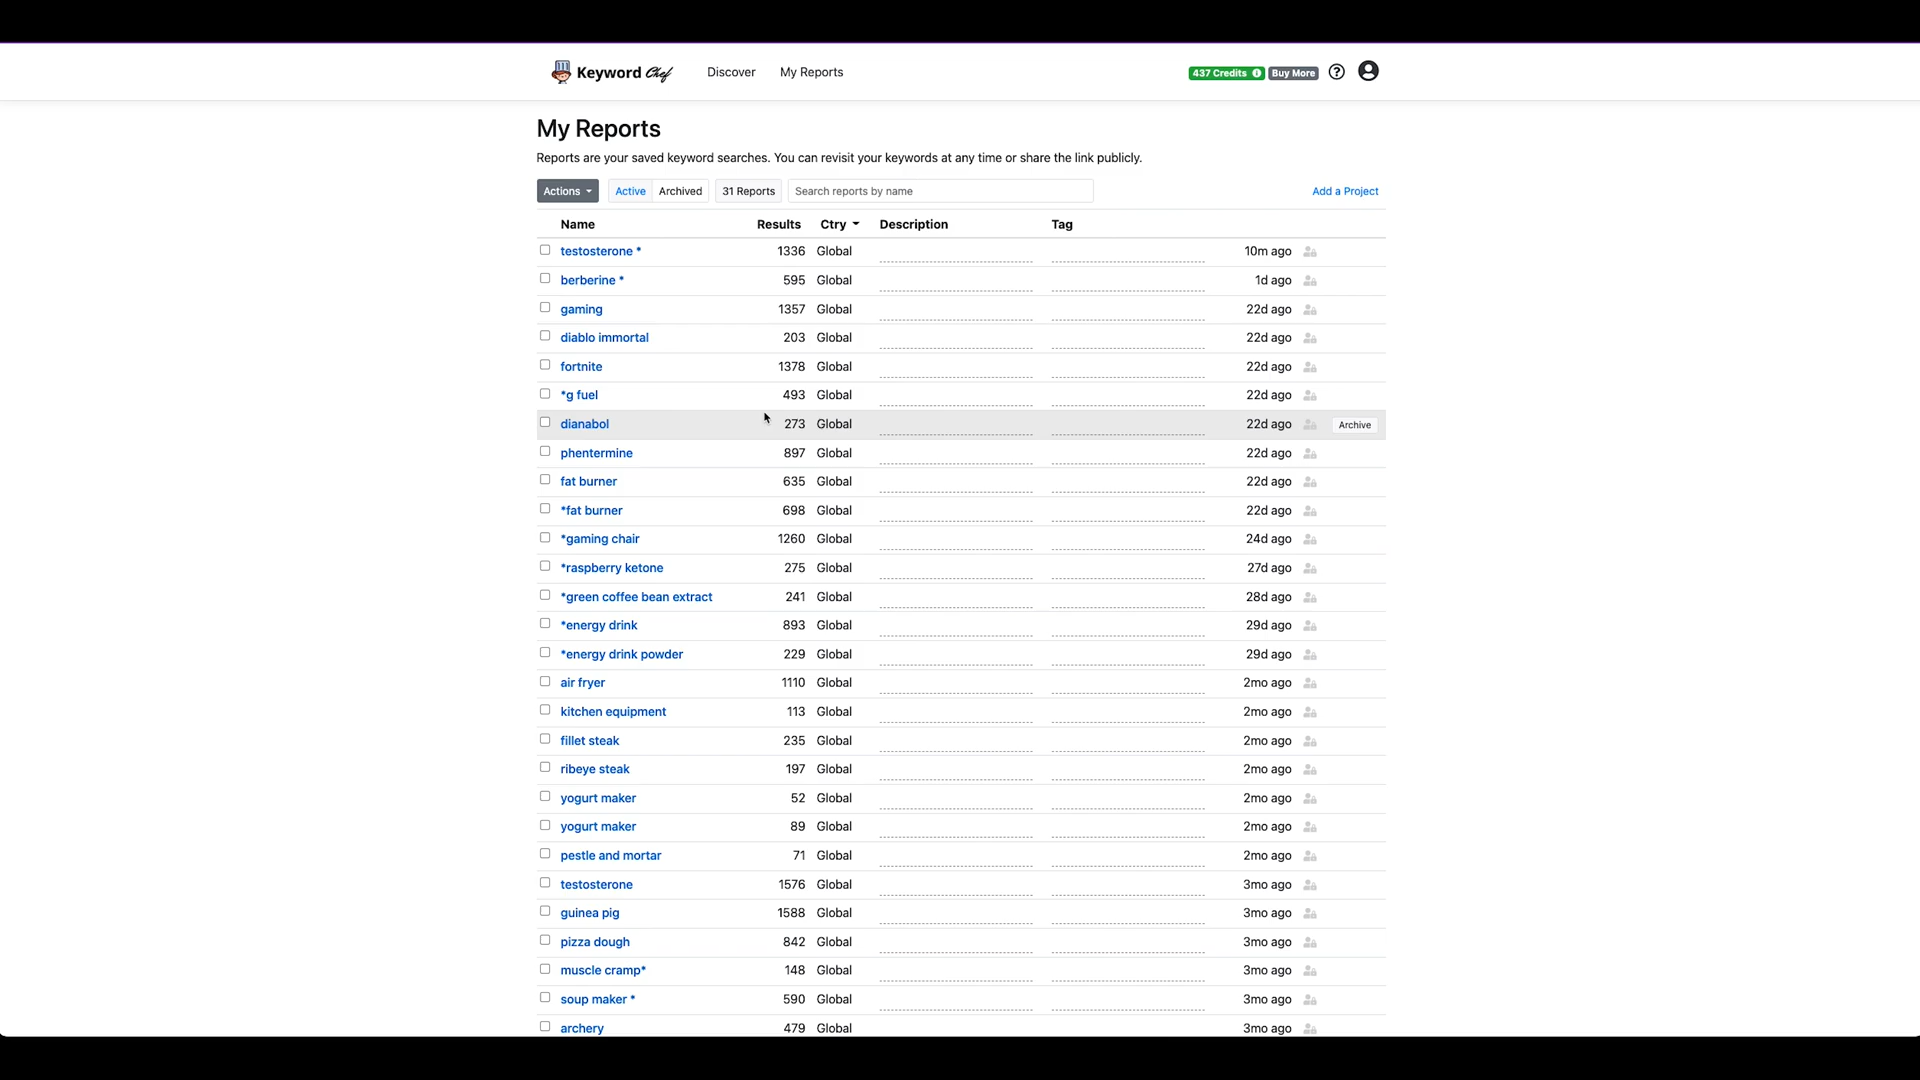 Keyword Chef Discover My Reports 437 Credits Buy More
My Reports
Reports are your saved keyword searches. You can revisit your keywords at any time or share the link publicly.
Actions Active Archived 31 Reports Search reports by name Add a Project
Name Results Ctry Description Tag
testosterone * 1336 Global 10m ago
berberine * 595 Global 1d ago
gaming 1357 Global 22d ago
diablo immortal 203 Global 22d ago
fortnite 1378 Global 22d ago
*g fuel 493 Global 22d ago
dianabol 273 Global 22d ago Archive
phentermine 897 Global 22d ago
fat burner 635 Global 22d ago
*fat burner 698 Global 22d ago
*gaming chair 1260 Global 24d ago
*raspberry ketone 275 Global 27d ago
*green coffee bean extract 241 Global 28d ago
*energy drink 893 Global 29d ago
*energy drink powder 229 Global 29d ago
air fryer 1110 Global 2mo ago
kitchen equipment 113 Global 2mo ago
fillet steak 235 Global 2mo ago
ribeye steak 197 Global 2mo ago
yogurt maker 52 Global 2mo ago
yogurt maker 89 Global 2mo ago
pestle and mortar 71 Global 2mo ago
testosterone 1576 Global 3mo ago
guinea pig 1588 Global 3mo ago
pizza dough 842 Global 3mo ago
muscle cramp* 148 Global 3mo ago
soup maker * 590 Global 3mo ago
archery 479 Global 3mo ago